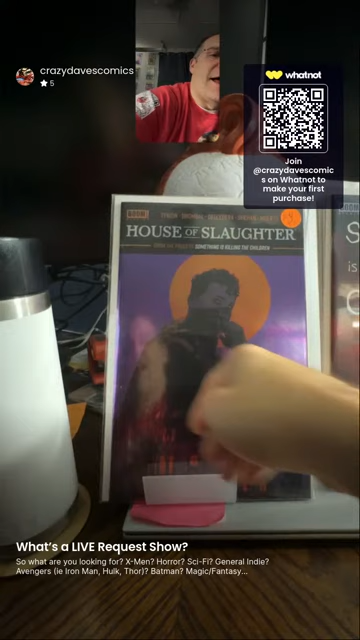 crazydavescomics
★ 5
whatnot
Join
@crazydavescomic
s on Whatnot to
make your first
purchase!
BOOM!
HOUSE OF SLAUGHTER
SOMETHING IS KILLING THE CHILDREN
S
is
What's a LIVE Request Show?
So what are you looking for? X-Men? Horror? Sci-Fi? General Indie?
Avengers (ie Iron Man, Hulk, Thor)? Batman? Magic/Fantasy...